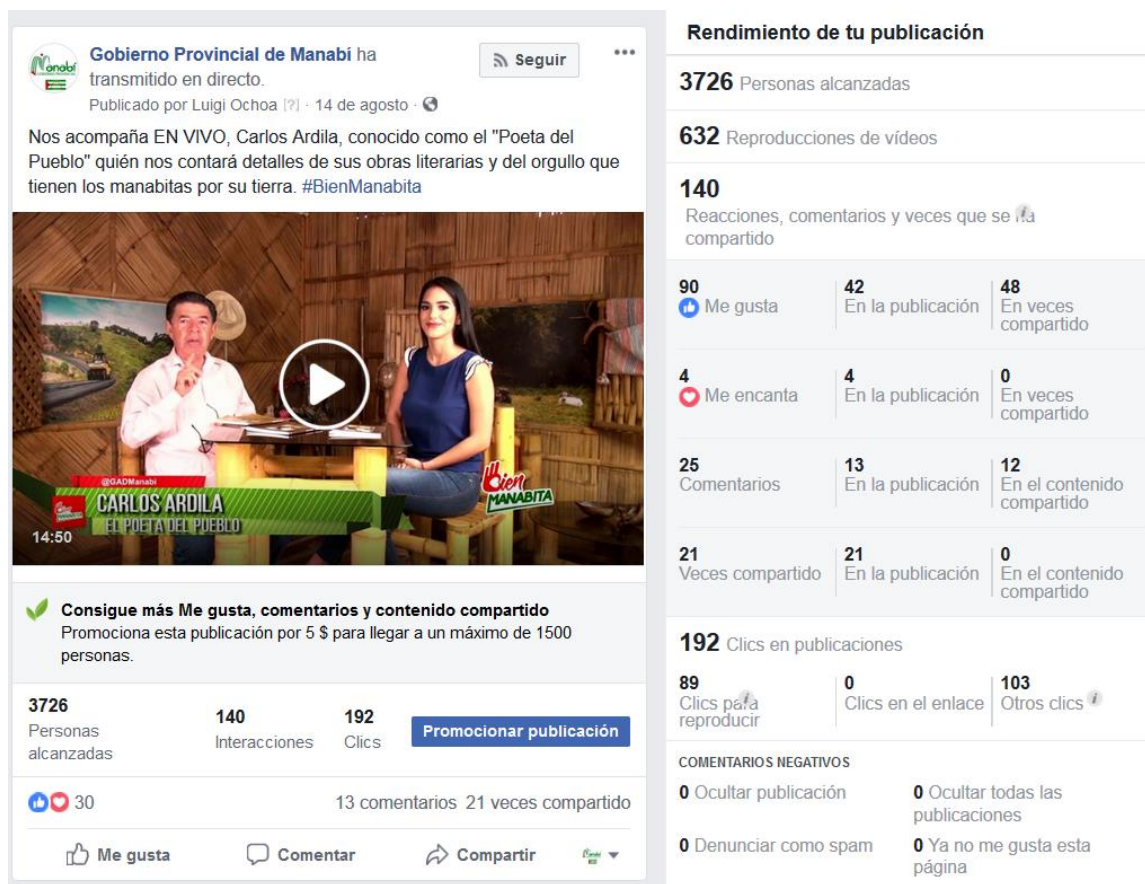 Manabí
Gobierno Provincial de Manabí ha
transmitido en directo.
Publicado por Luigi Ochoa [?] · 14 de agosto ·
Seguir
Nos acompaña EN VIVO, Carlos Ardila, conocido como el "Poeta del
Pueblo" quién nos contará detalles de sus obras literarias y del orgullo que
tienen los manabitas por su tierra. #BienManabita
@GADManabi
CARLOS ARDILA
EL POETA DEL PUEBLO
Bien
MANABITA
14:50
Consigue más Me gusta, comentarios y contenido compartido
Promociona esta publicación por 5 $ para llegar a un máximo de 1500
personas.
3726
Personas
alcanzadas
140
Interacciones
192
Clics
Promocionar publicación
30
13 comentarios 21 veces compartido
Me gusta
Comentar
Compartir
Rendimiento de tu publicación
3726 Personas alcanzadas
632 Reproducciones de vídeos
140
Reacciones, comentarios y veces que se ha
compartido
90
Me gusta
42
En la publicación
48
En veces
compartido
4
Me encanta
4
En la publicación
0
En veces
compartido
25
Comentarios
13
En la publicación
12
En el contenido
compartido
21
Veces compartido
21
En la publicación
0
En el contenido
compartido
192 Clics en publicaciones
89
Clics para
reproducir
0
Clics en el enlace
103
Otros clics
COMENTARIOS NEGATIVOS
0 Ocultar publicación
0 Ocultar todas las
publicaciones
0 Denunciar como spam
0 Ya no me gusta esta
página